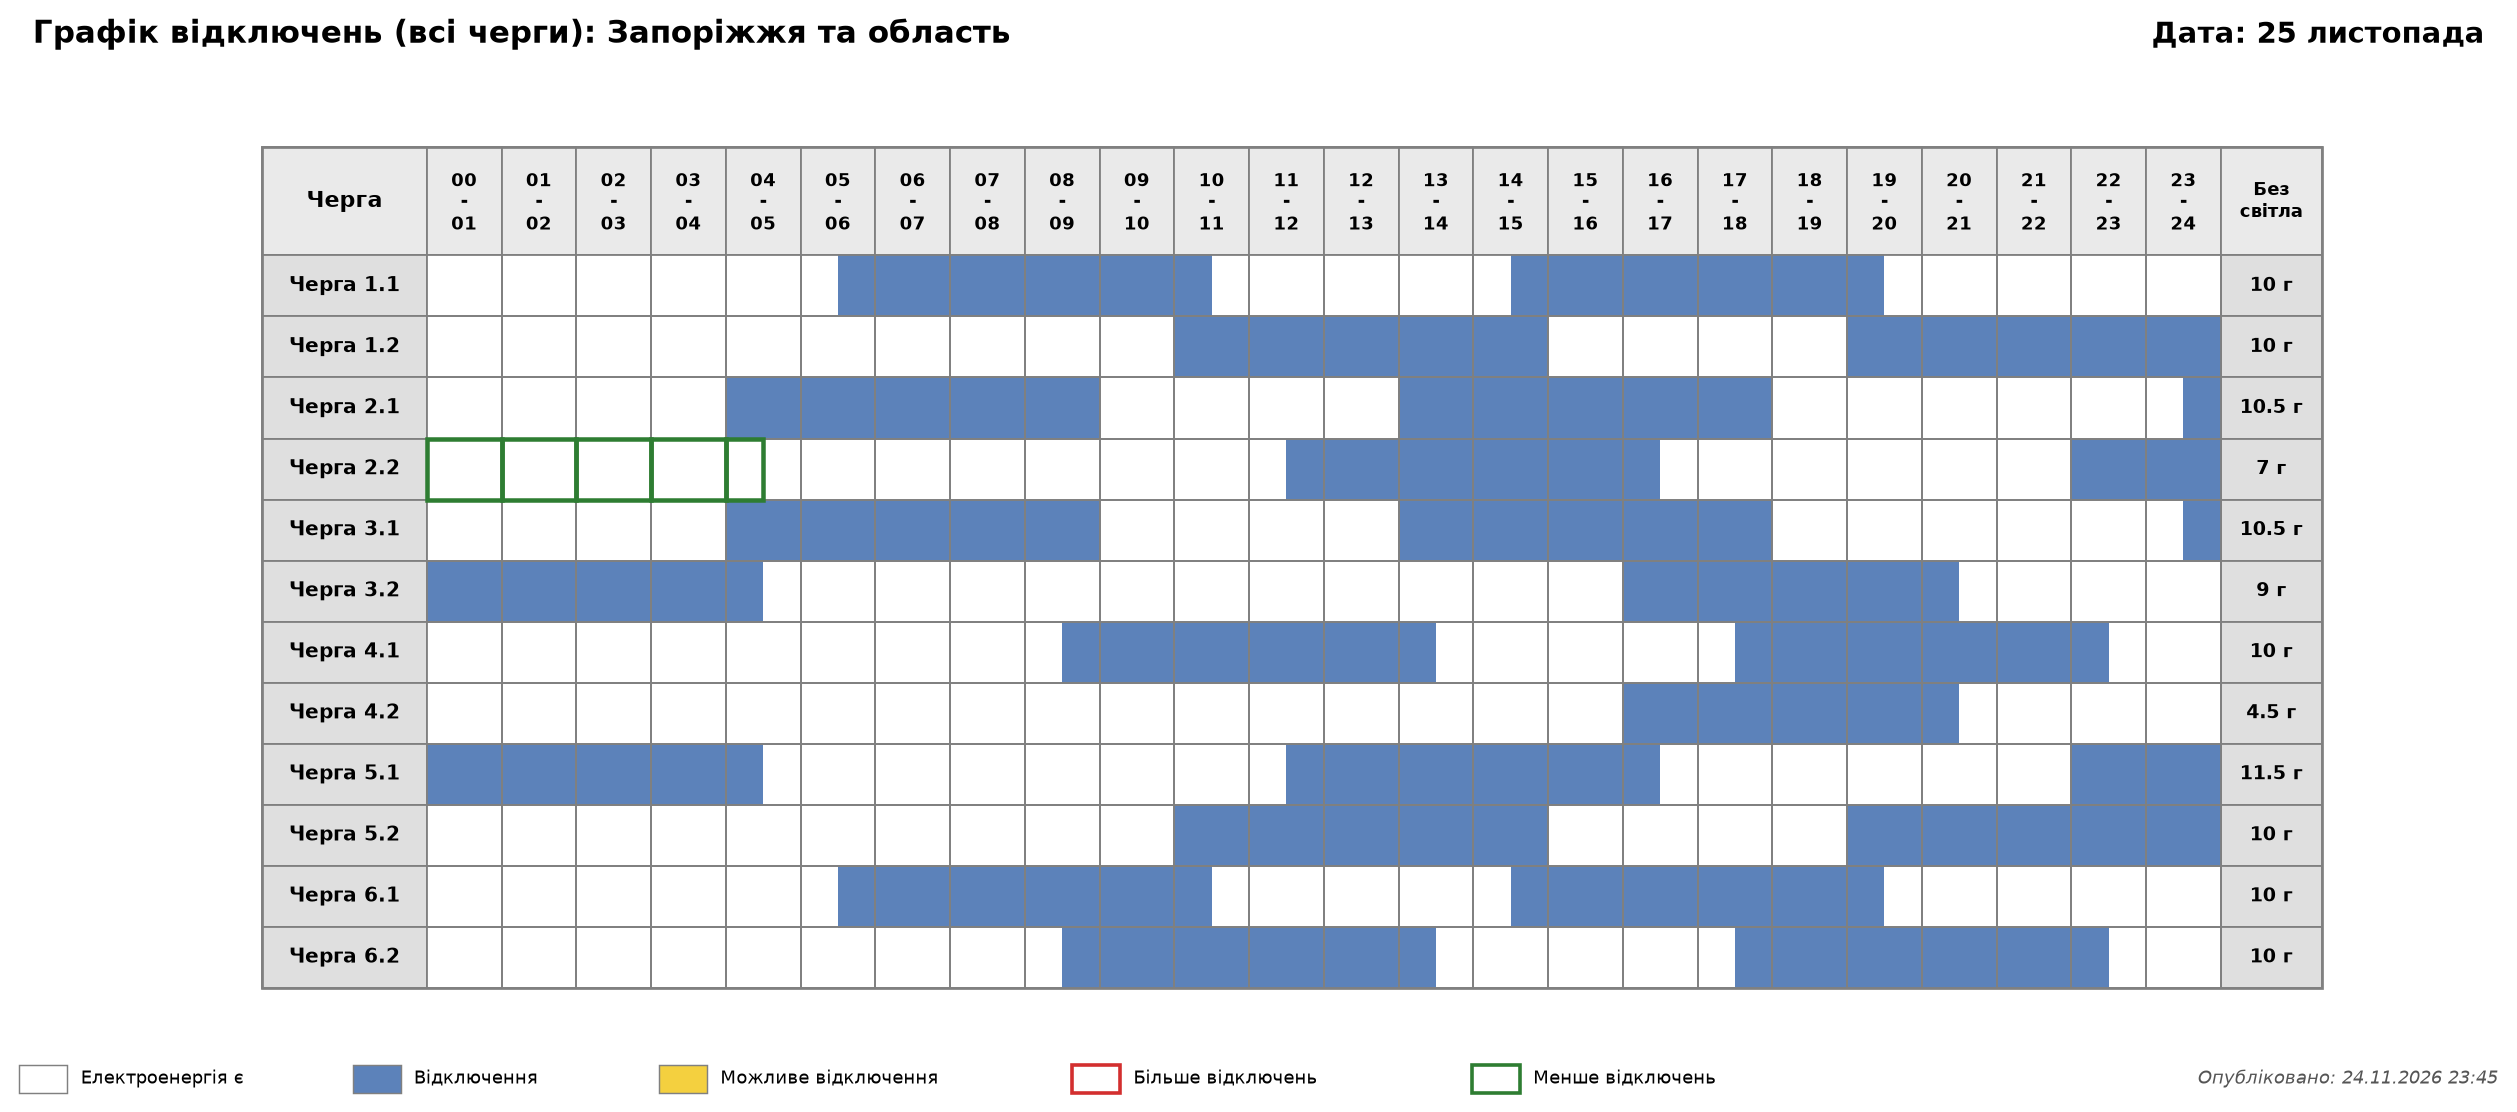 Графік відключень (всі черги): Запоріжжя та область
Дата: 25 листопада
Черга 00 - 01 01 - 02 02 - 03 03 - 04 04 - 05 05 - 06 06 - 07 07 - 08 08 - 09 09 - 10 10 - 11 11 - 12 12 - 13 13 - 14 14 - 15 15 - 16 16 - 17 17 - 18 18 - 19 19 - 20 20 - 21 21 - 22 22 - 23 23 - 24 Без світла
Черга 1.1 10 г
Черга 1.2 10 г
Черга 2.1 10.5 г
Черга 2.2 7 г
Черга 3.1 10.5 г
Черга 3.2 9 г
Черга 4.1 10 г
Черга 4.2 4.5 г
Черга 5.1 11.5 г
Черга 5.2 10 г
Черга 6.1 10 г
Черга 6.2 10 г
Електроенергія є
Відключення
Можливе відключення
Більше відключень
Менше відключень
Опубліковано: 24.11.2026 23:45